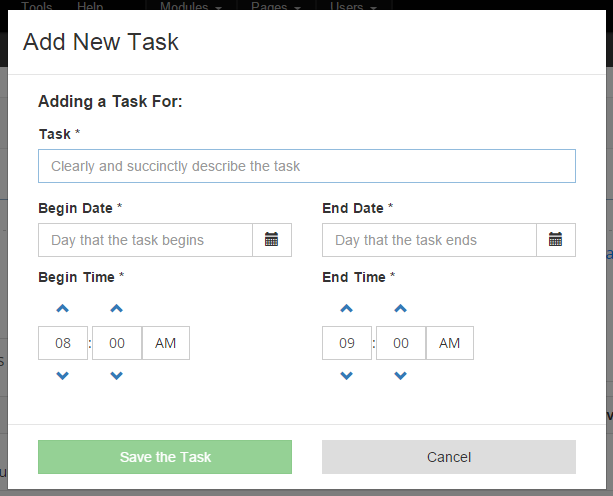 Tools Help Modules Pages Users
Add New Task
Adding a Task For:
Task *
Clearly and succinctly describe the task
Begin Date * End Date *
Day that the task begins Day that the task ends
Begin Time * End Time *
08 : 00 AM 09 : 00 AM
Save the Task Cancel